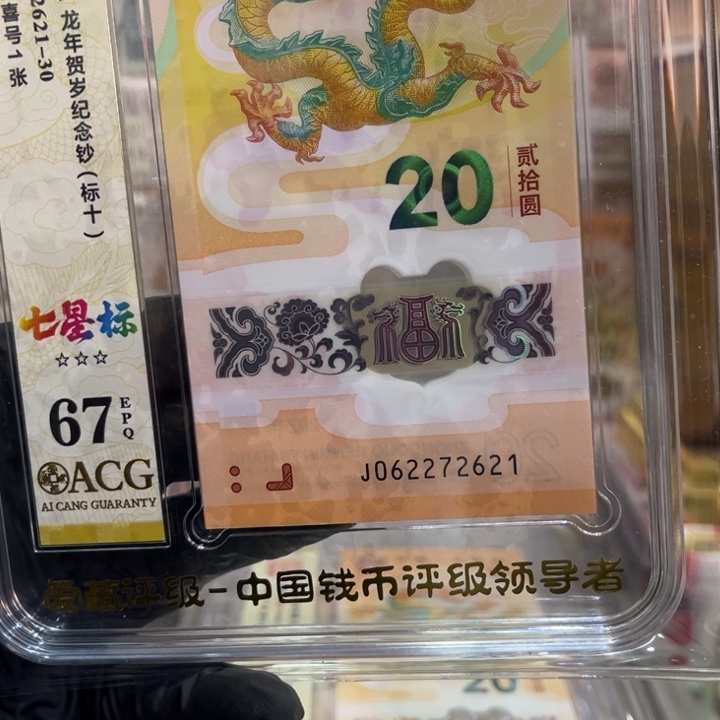 龙年贺岁纪念钞(标十)
2621-30
喜号1张
七星标
☆☆☆
67 EPQ
ACG
AI CANG GUARANTY
20
贰拾圆
福
J062272621
爱藏评级-中国钱币评级领导者
20